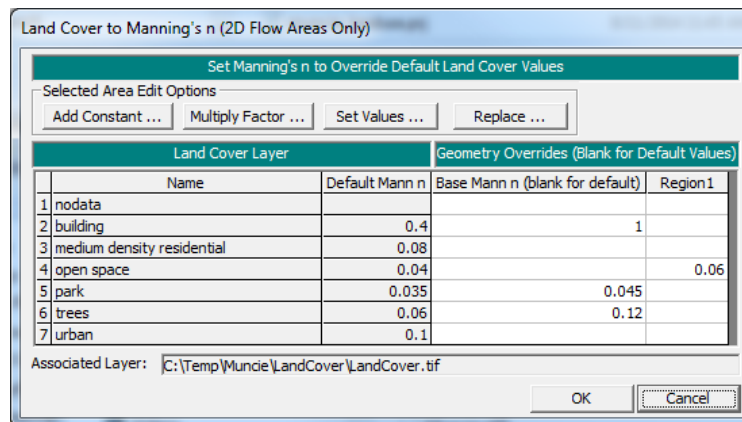 Land Cover to Manning's n (2D Flow Areas Only)
Set Manning's n to Override Default Land Cover Values
Selected Area Edit Options
Add Constant ... Multiply Factor ... Set Values ... Replace ...
Land Cover Layer Geometry Overrides (Blank for Default Values)
Name Default Mann n Base Mann n (blank for default) Region1
1 nodata
2 building 0.4 1
3 medium density residential 0.08
4 open space 0.04 0.06
5 park 0.035 0.045
6 trees 0.06 0.12
7 urban 0.1
Associated Layer: C:\Temp\Muncie\LandCover\LandCover.tif
OK Cancel